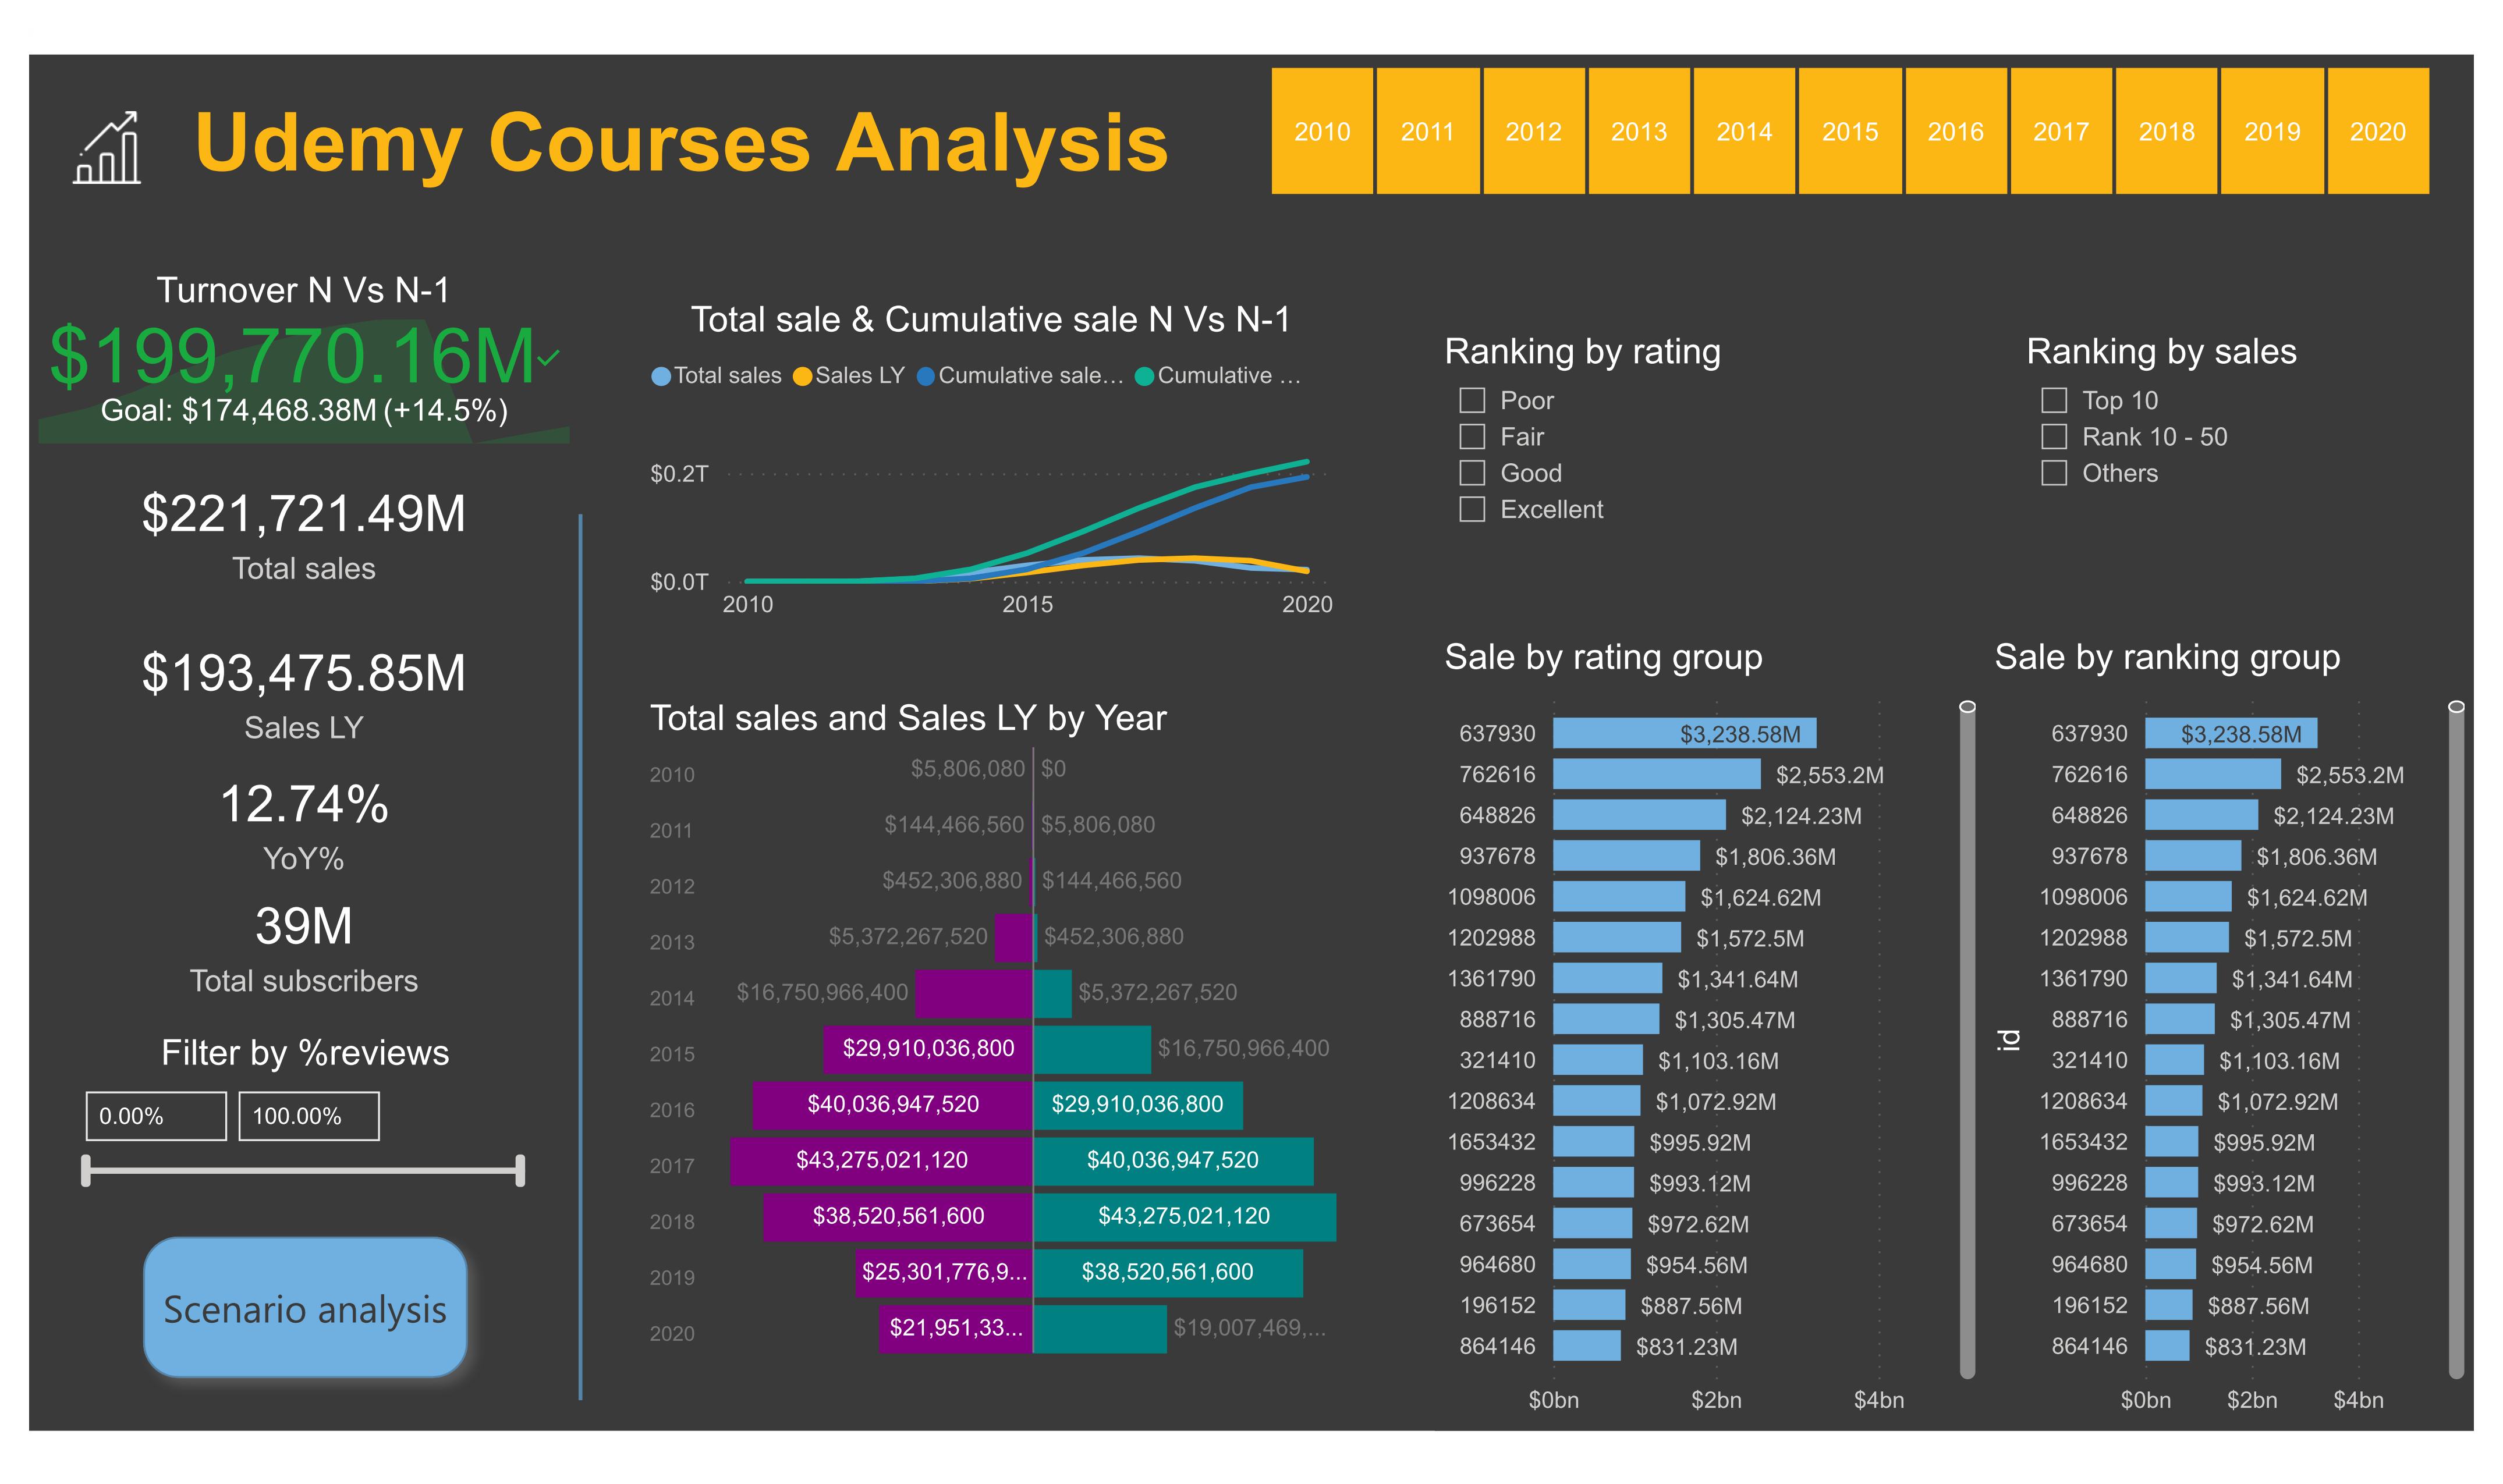 Udemy Courses Analysis
2010 2011 2012 2013 2014 2015 2016 2017 2018 2019 2020
Turnover N Vs N-1
$199,770.16M
Goal: $174,468.38M (+14.5%)
$221,721.49M
Total sales
$193,475.85M
Sales LY
12.74%
YoY%
39M
Total subscribers
Filter by %reviews
0.00% 100.00%
Scenario analysis
Total sale & Cumulative sale N Vs N-1
Total sales Sales LY Cumulative sale... Cumulative ...
$0.2T
$0.0T
2010 2015 2020
Total sales and Sales LY by Year
2010 $5,806,080 $0
2011 $144,466,560 $5,806,080
2012 $452,306,880 $144,466,560
2013 $5,372,267,520 $452,306,880
2014 $16,750,966,400 $5,372,267,520
2015 $29,910,036,800 $16,750,966,400
2016 $40,036,947,520 $29,910,036,800
2017 $43,275,021,120 $40,036,947,520
2018 $38,520,561,600 $43,275,021,120
2019 $25,301,776,9... $38,520,561,600
2020 $21,951,33... $19,007,469,...
Ranking by rating
Poor
Fair
Good
Excellent
Ranking by sales
Top 10
Rank 10 - 50
Others
Sale by rating group
637930 $3,238.58M
762616 $2,553.2M
648826 $2,124.23M
937678 $1,806.36M
1098006 $1,624.62M
1202988 $1,572.5M
1361790 $1,341.64M
888716 $1,305.47M
321410 $1,103.16M
1208634 $1,072.92M
1653432 $995.92M
996228 $993.12M
673654 $972.62M
964680 $954.56M
196152 $887.56M
864146 $831.23M
$0bn $2bn $4bn
Sale by ranking group
id
637930 $3,238.58M
762616 $2,553.2M
648826 $2,124.23M
937678 $1,806.36M
1098006 $1,624.62M
1202988 $1,572.5M
1361790 $1,341.64M
888716 $1,305.47M
321410 $1,103.16M
1208634 $1,072.92M
1653432 $995.92M
996228 $993.12M
673654 $972.62M
964680 $954.56M
196152 $887.56M
864146 $831.23M
$0bn $2bn $4bn